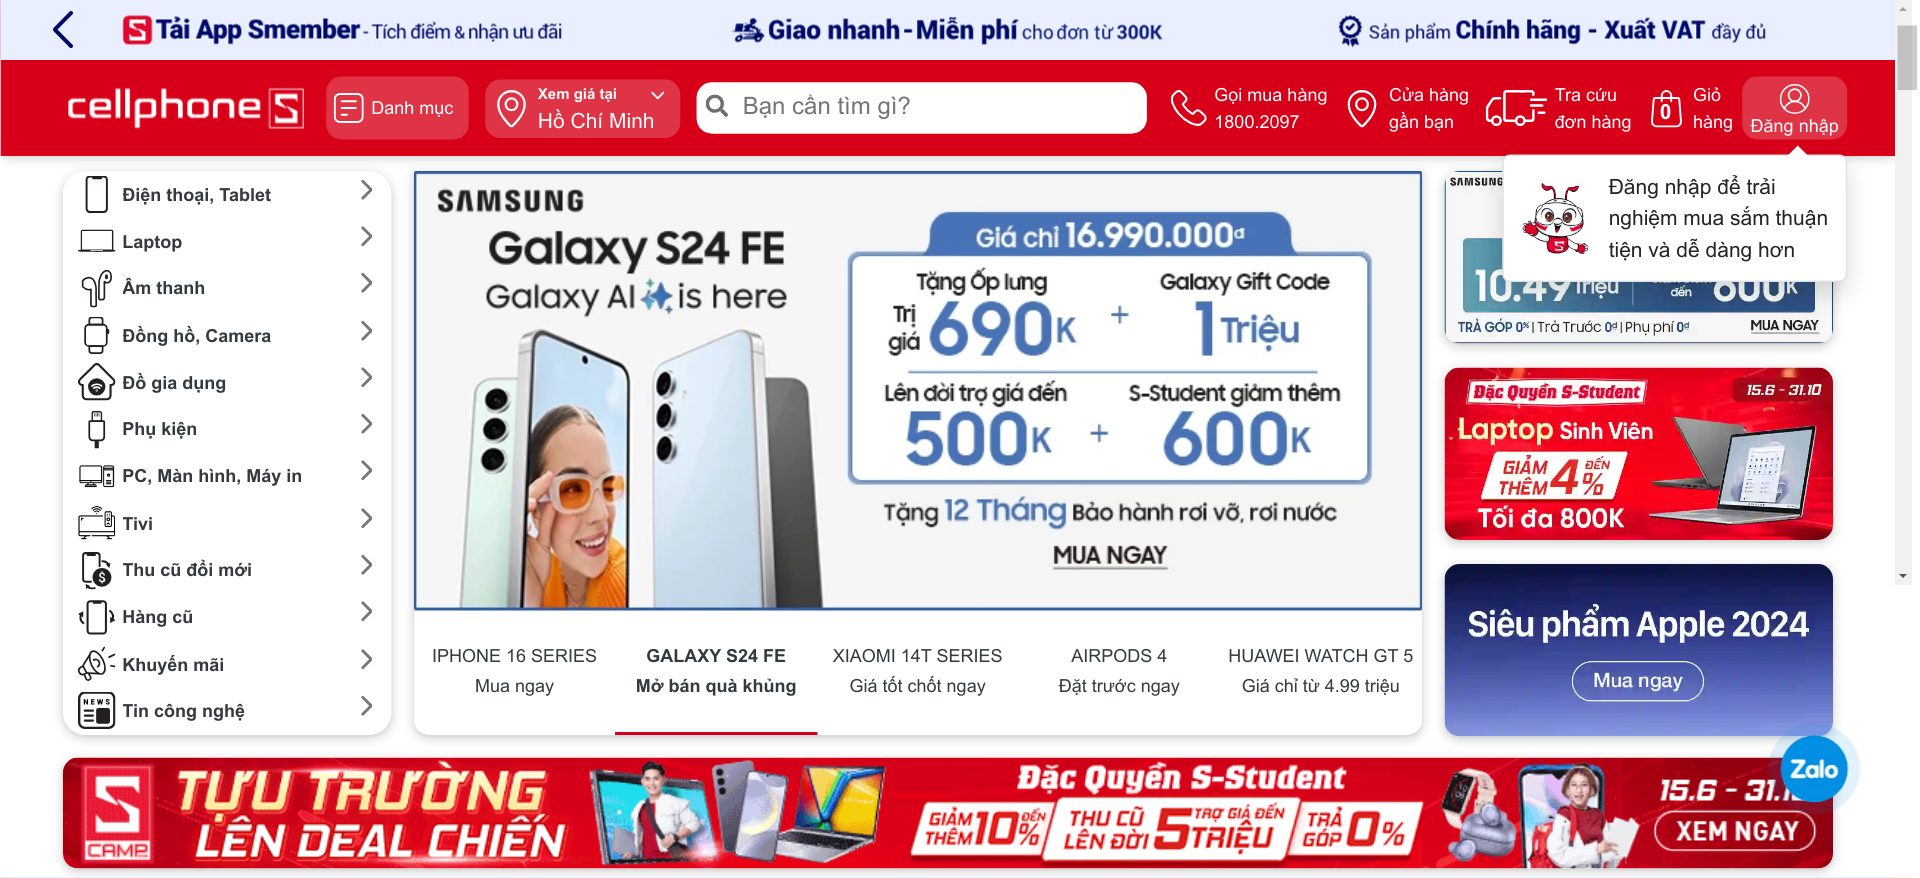 Tải App Smember - Tích điểm & nhận ưu đãi
Giao nhanh - Miễn phí cho đơn từ 300K
Sản phẩm Chính hãng - Xuất VAT đầy đủ
cellphone S
Danh mục
Xem giá tại
Hồ Chí Minh
Bạn cần tìm gì?
Gọi mua hàng
1800.2097
Cửa hàng
gần bạn
Tra cứu
đơn hàng
0
Giỏ
hàng
Đăng nhập
Đăng nhập để trải
nghiệm mua sắm thuận
tiện và dễ dàng hơn
Điện thoại, Tablet
Laptop
Âm thanh
Đồng hồ, Camera
Đồ gia dụng
Phụ kiện
PC, Màn hình, Máy in
Tivi
Thu cũ đổi mới
Hàng cũ
Khuyến mãi
NEWS
Tin công nghệ
SAMSUNG
Galaxy S24 FE
Galaxy AI is here
Giá chỉ 16.990.000đ
Tặng Ốp lưng
Trị giá 690K
+
Galaxy Gift Code
1 Triệu
Lên đời trợ giá đến
500K
+
S-Student giảm thêm
600K
Tặng 12 Tháng Bảo hành rơi vỡ, rơi nước
MUA NGAY
IPHONE 16 SERIES
Mua ngay
GALAXY S24 FE
Mở bán quà khủng
XIAOMI 14T SERIES
Giá tốt chốt ngay
AIRPODS 4
Đặt trước ngay
HUAWEI WATCH GT 5
Giá chỉ từ 4.99 triệu
SAMSUNG
10.49 Triệu
đến
600K
TRẢ GÓP 0% | Trả Trước 0đ | Phụ phí 0đ
MUA NGAY
Đặc Quyền S-Student
15.6 - 31.10
Laptop Sinh Viên
GIẢM THÊM 4% ĐẾN
Tối đa 800K
Siêu phẩm Apple 2024
Mua ngay
Zalo
S
CAMP
TỰU TRƯỜNG
LÊN DEAL CHIẾN
Đặc Quyền S-Student
GIẢM THÊM 10% ĐẾN
THU CŨ LÊN ĐỜI 5 TRỢ GIÁ ĐẾN TRIỆU
TRẢ GÓP 0%
15.6 - 31.1
XEM NGAY